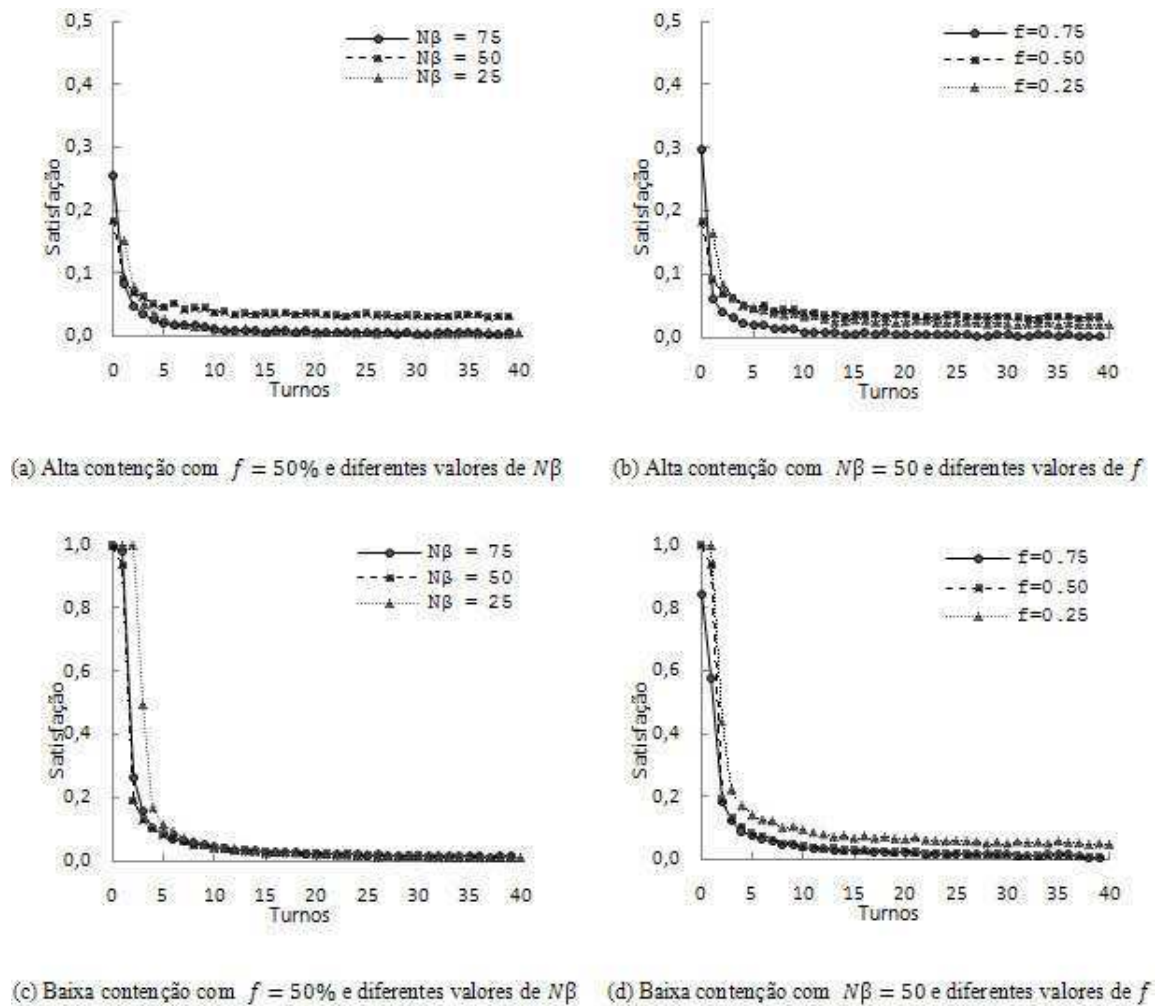 0,5
0,4
0,3
0,2
0,1
0,0
Satisfação
0 5 10 15 20 25 30 35 40
Turnos
Nβ = 75
Nβ = 50
Nβ = 25
(a) Alta contenção com f = 50% e diferentes valores de Nβ
0,5
0,4
0,3
0,2
0,1
0,0
Satisfação
0 5 10 15 20 25 30 35 40
Turnos
f=0.75
f=0.50
f=0.25
(b) Alta contenção com Nβ = 50 e diferentes valores de f
1,0
0,8
0,6
0,4
0,2
0,0
Satisfação
0 5 10 15 20 25 30 35 40
Turnos
Nβ = 75
Nβ = 50
Nβ = 25
(c) Baixa contenção com f = 50% e diferentes valores de Nβ
1,0
0,8
0,6
0,4
0,2
0,0
Satisfação
0 5 10 15 20 25 30 35 40
Turnos
f=0.75
f=0.50
f=0.25
(d) Baixa contenção com Nβ = 50 e diferentes valores de f